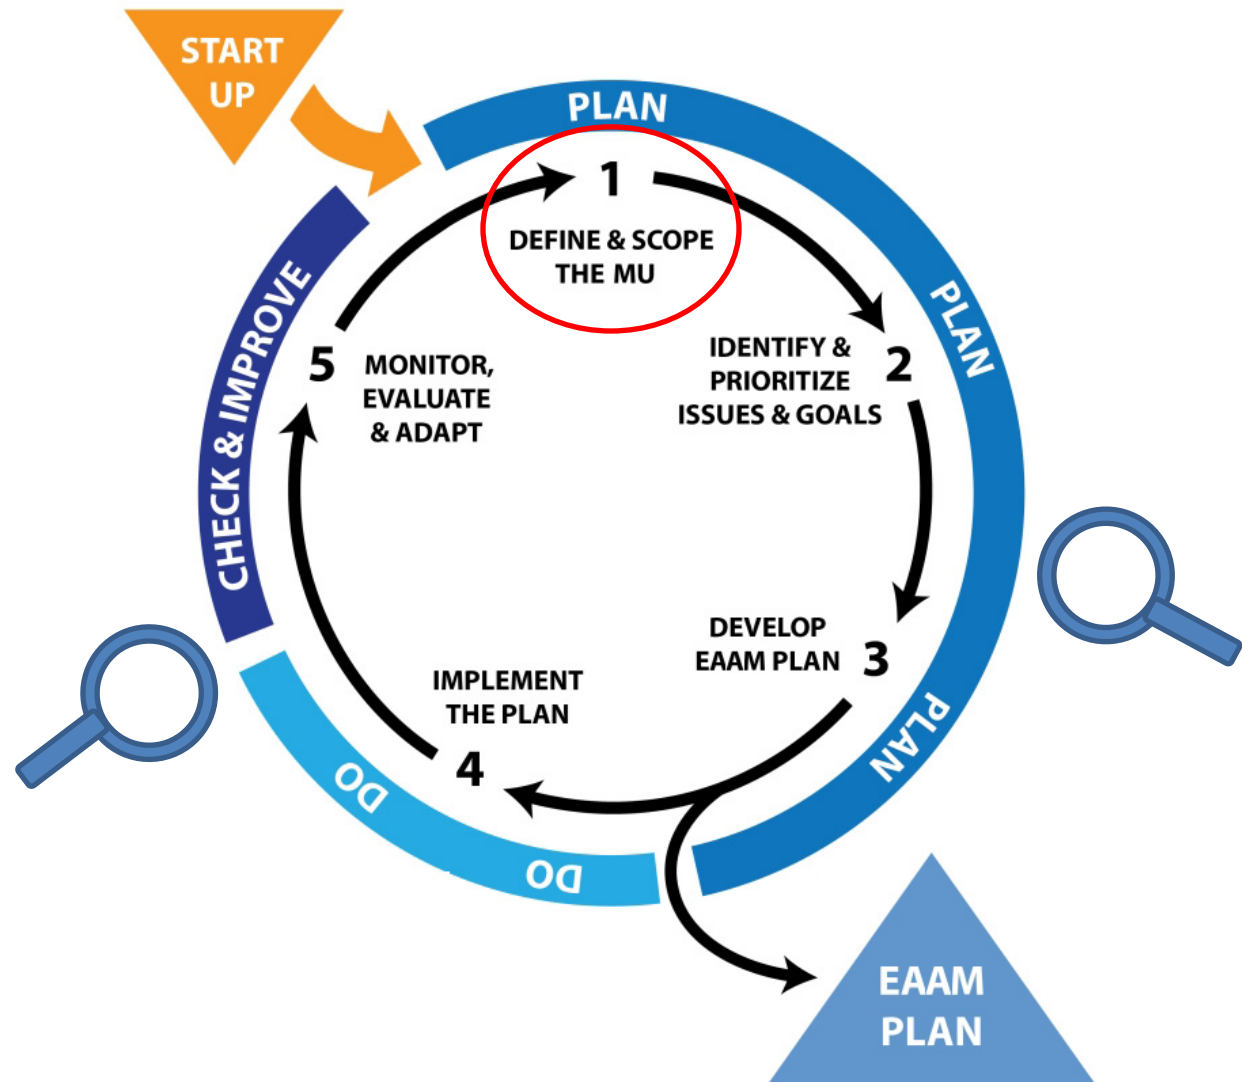 START
UP
PLAN
1
DEFINE & SCOPE
THE MU
PLAN
IDENTIFY &
PRIORITIZE
ISSUES & GOALS
2
DEVELOP
EAAM PLAN
3
PLAN
IMPLEMENT
THE PLAN
4
DO
DO
5
MONITOR,
EVALUATE
& ADAPT
CHECK & IMPROVE
EAAM
PLAN